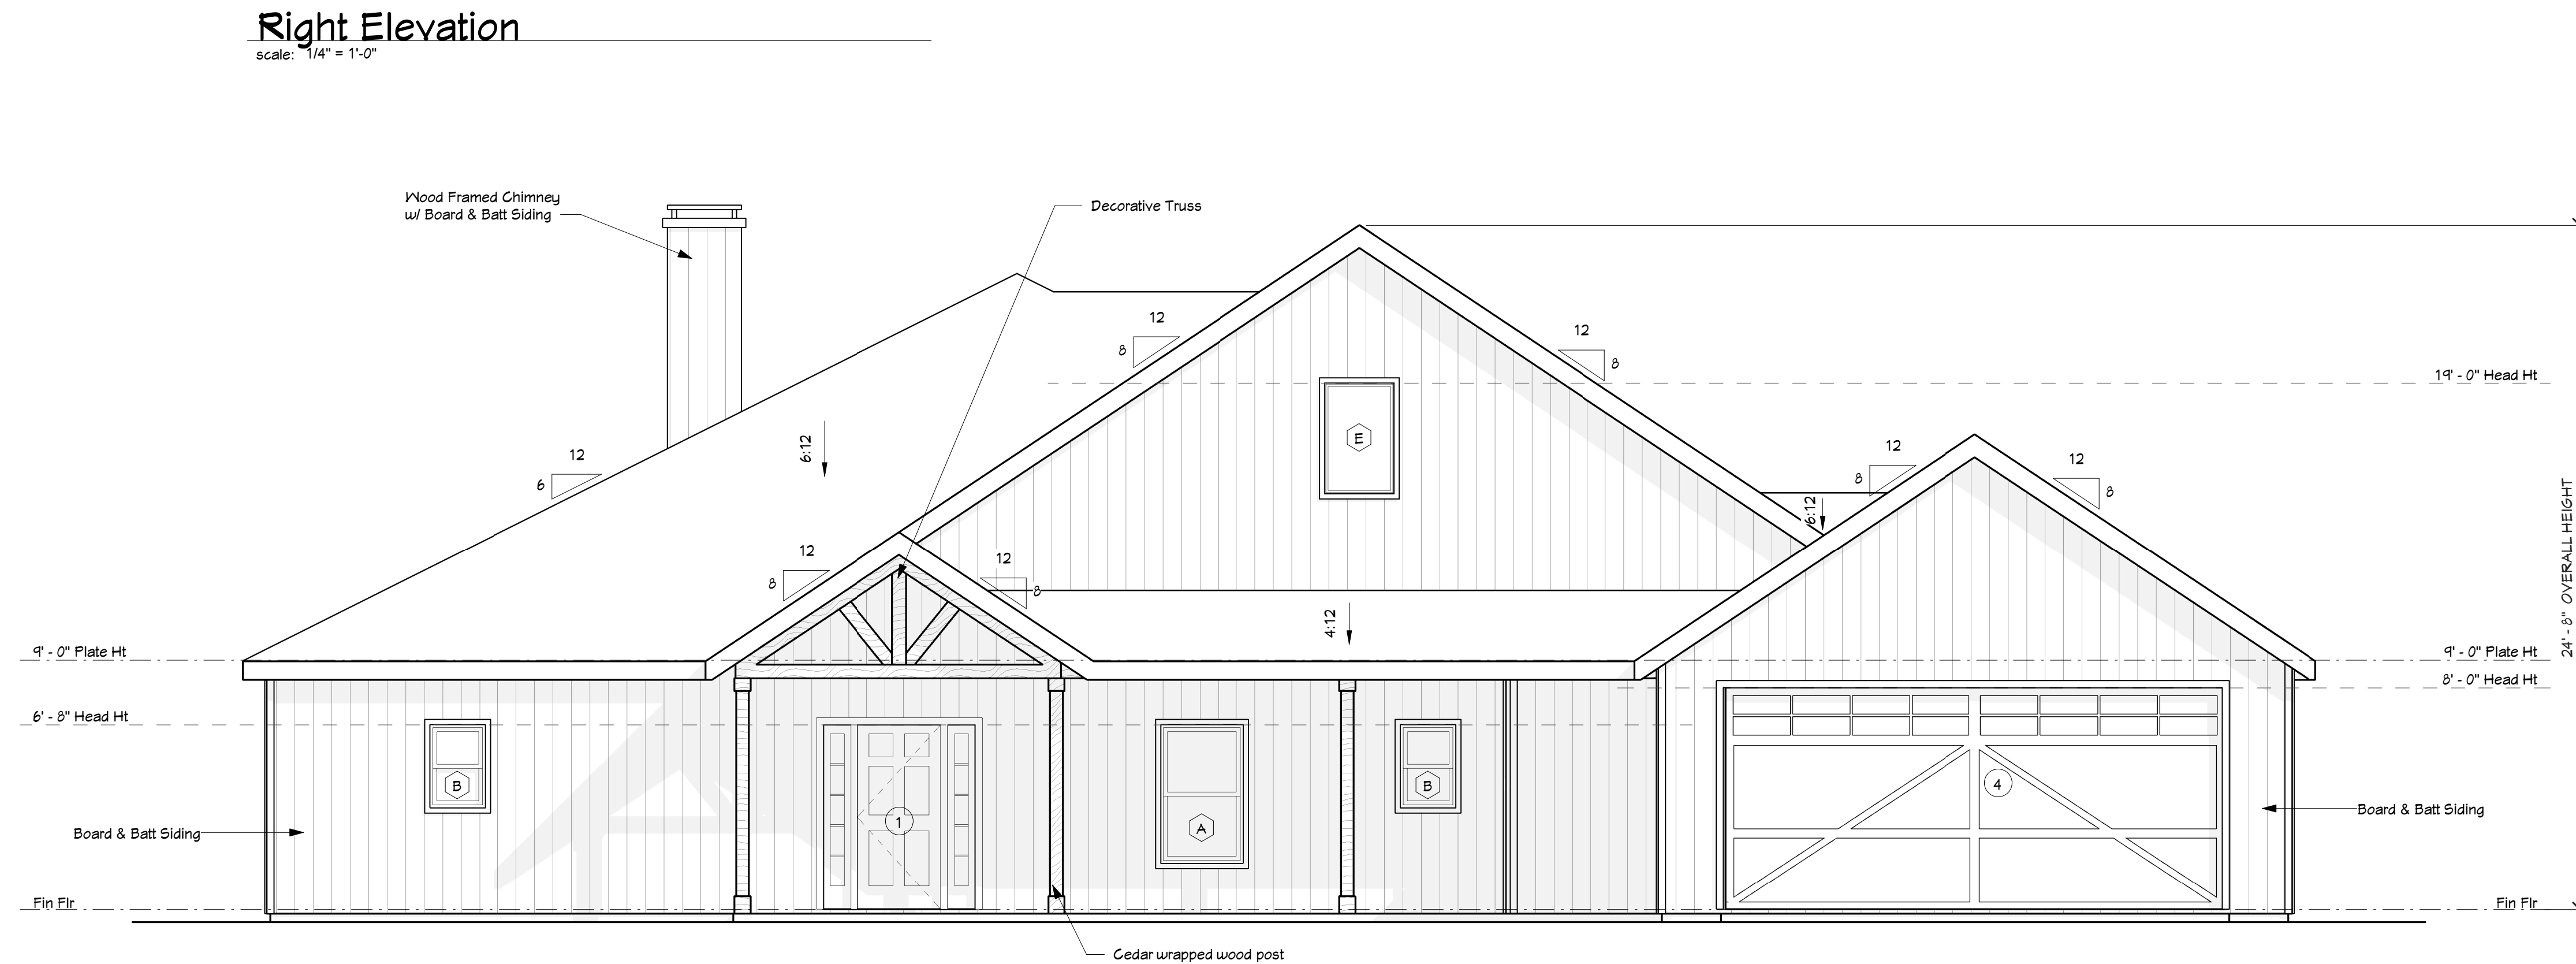 Right Elevation
scale: 1/4" = 1'-0"
Wood Framed Chimney
w/ Board & Batt Siding
Decorative Truss
12
8
12
8
19' - 0" Head Ht
E
6:12
12
6
12
8
12
8
6:12
24' - 8" OVERALL HEIGHT
12
8
12
8
4:12
9' - 0" Plate Ht
9' - 0" Plate Ht
8' - 0" Head Ht
6' - 8" Head Ht
B
B
4
1
A
Board & Batt Siding
Board & Batt Siding
Fin Flr
Fin Flr
Cedar wrapped wood post